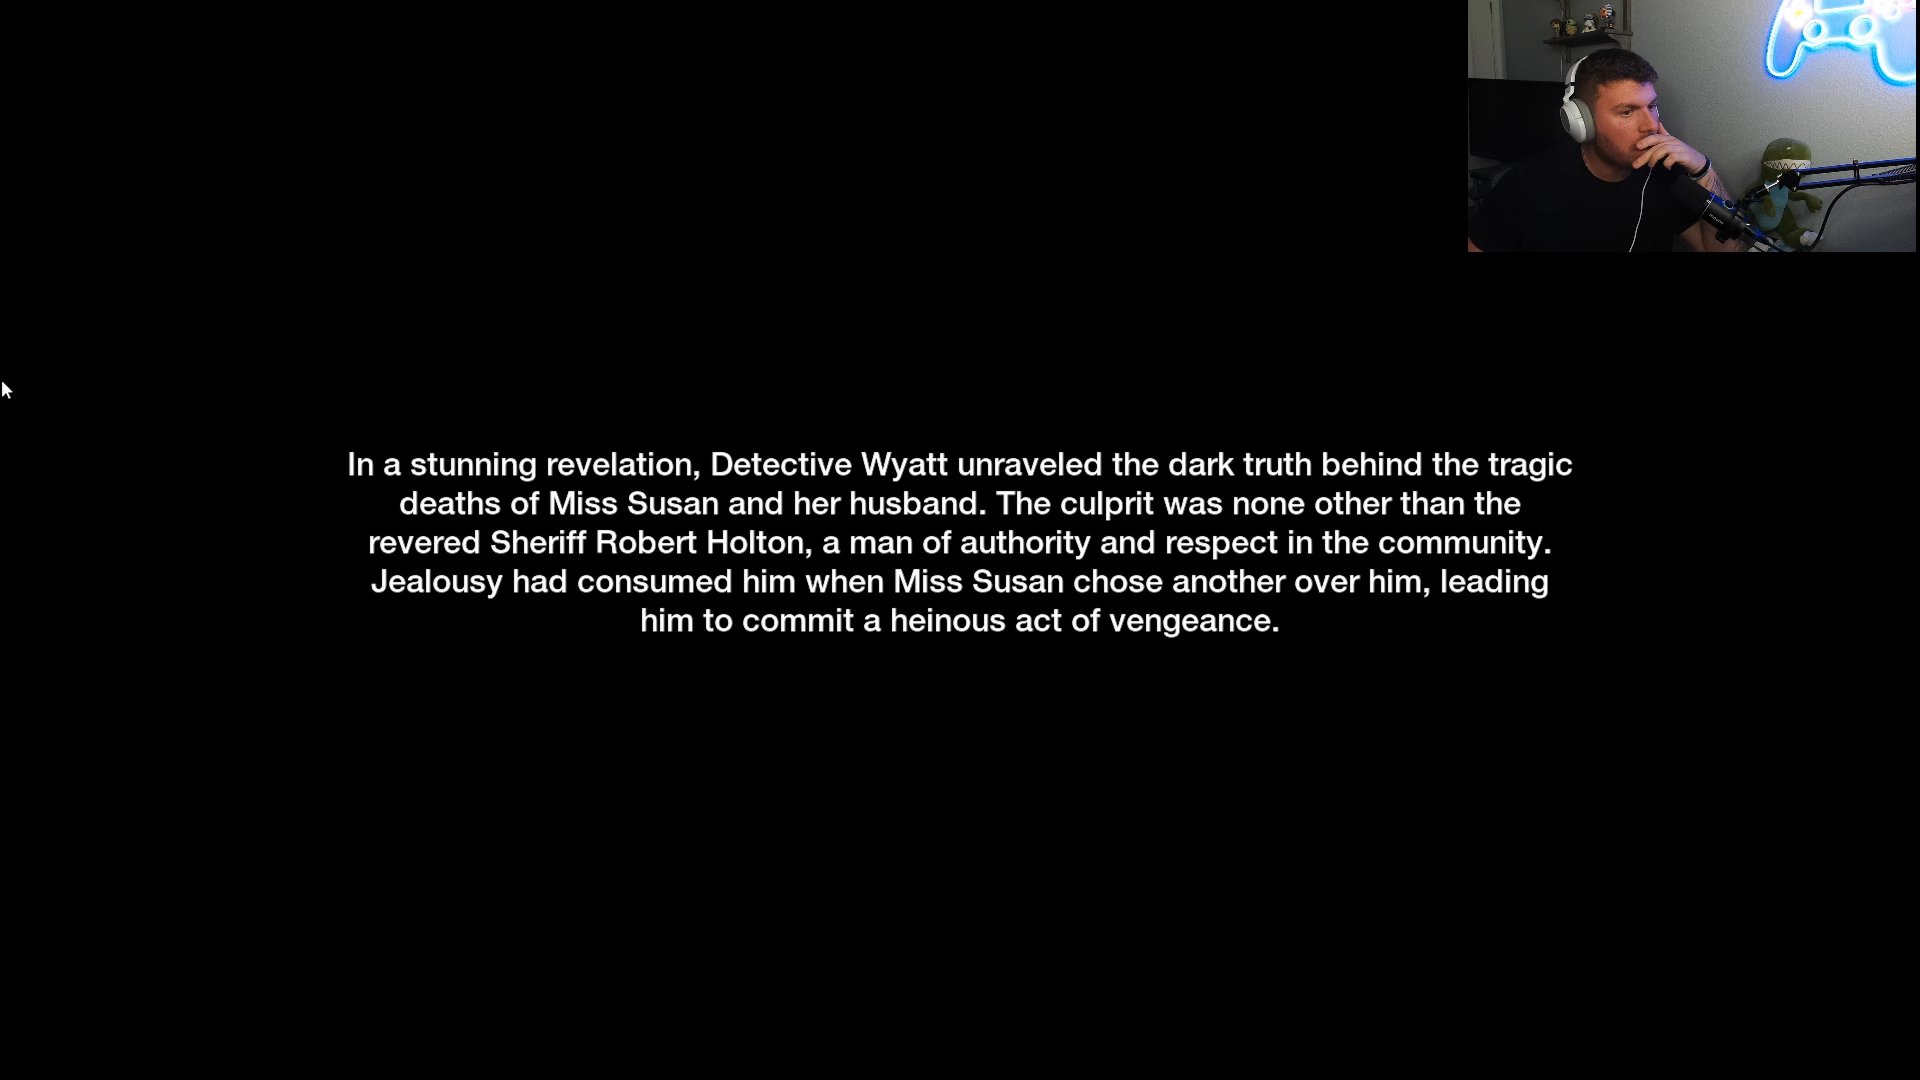 In a stunning revelation, Detective Wyatt unraveled the dark truth behind the tragic
deaths of Miss Susan and her husband. The culprit was none other than the
revered Sheriff Robert Holton, a man of authority and respect in the community.
Jealousy had consumed him when Miss Susan chose another over him, leading
him to commit a heinous act of vengeance.